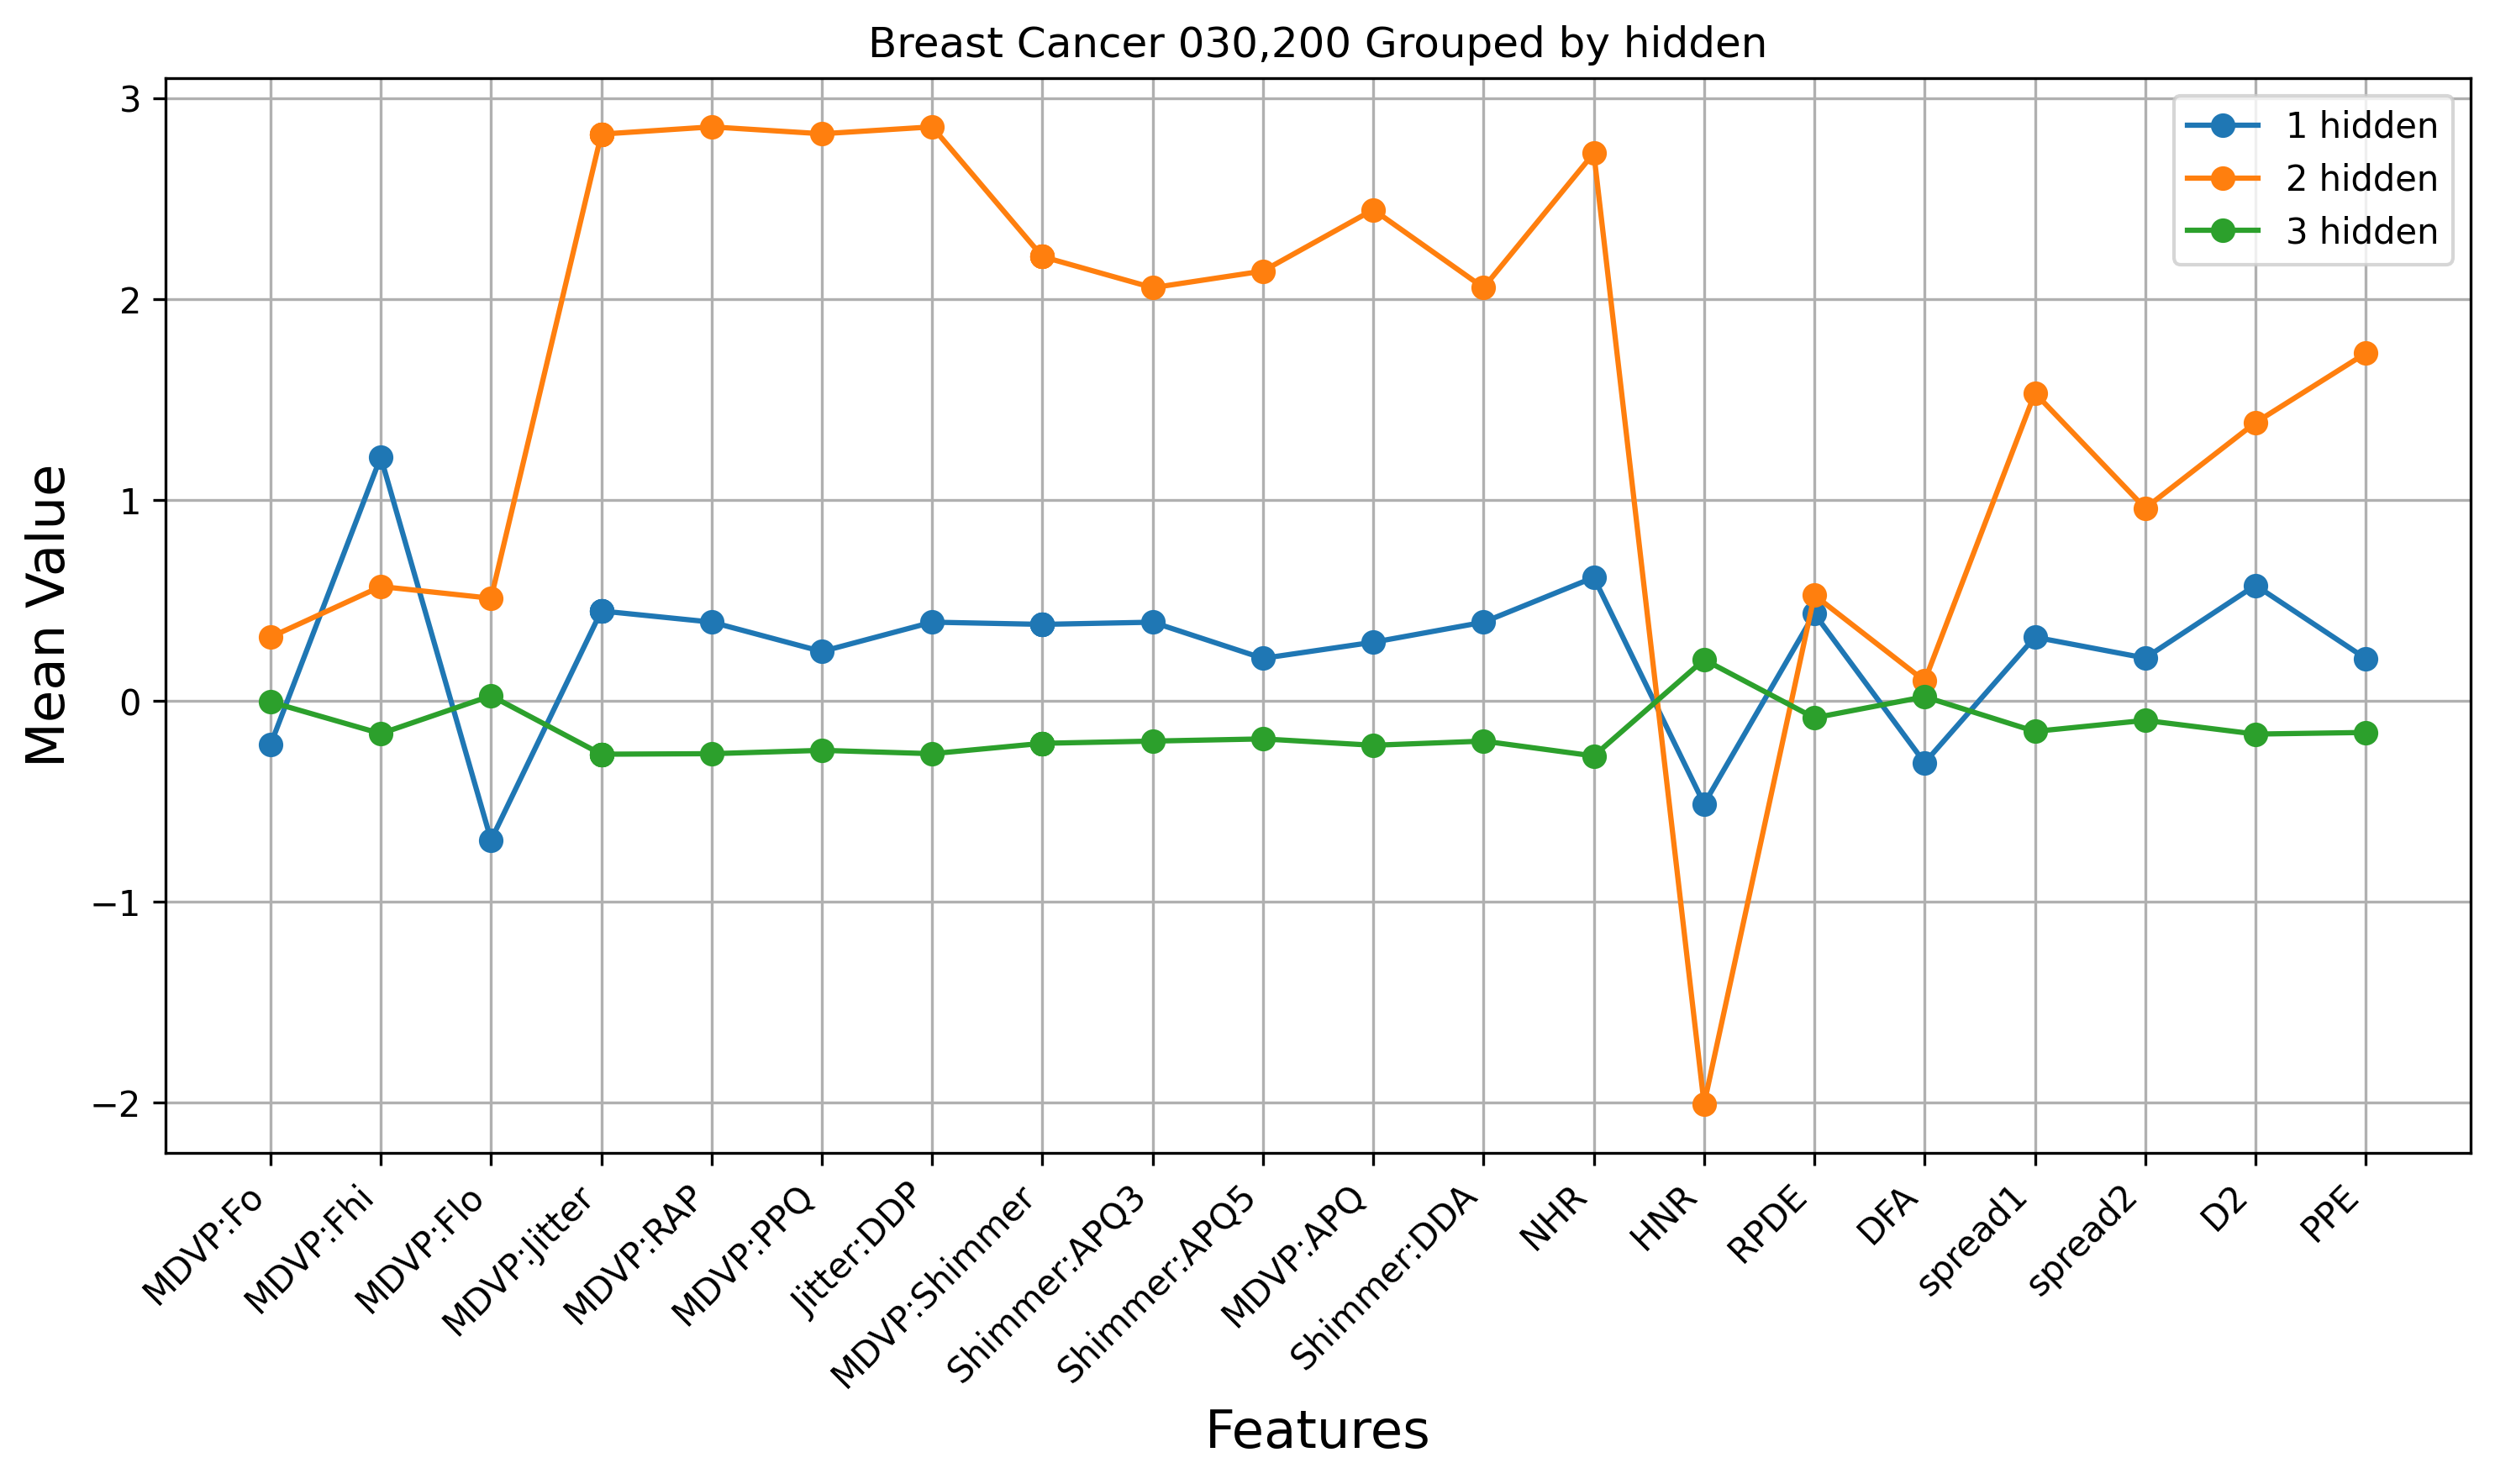 Breast Cancer 030,200 Grouped by hidden
3
2
1
0
−1
−2
Mean Value
1 hidden
2 hidden
3 hidden
MDVP:Fo
MDVP:Fhi
MDVP:Flo
MDVP:Jitter
MDVP:RAP
MDVP:PPQ
Jitter:DDP
MDVP:Shimmer
Shimmer:APQ3
Shimmer:APQ5
MDVP:APQ
Shimmer:DDA
NHR
HNR
RPDE
DFA
spread1
spread2
D2
PPE
Features